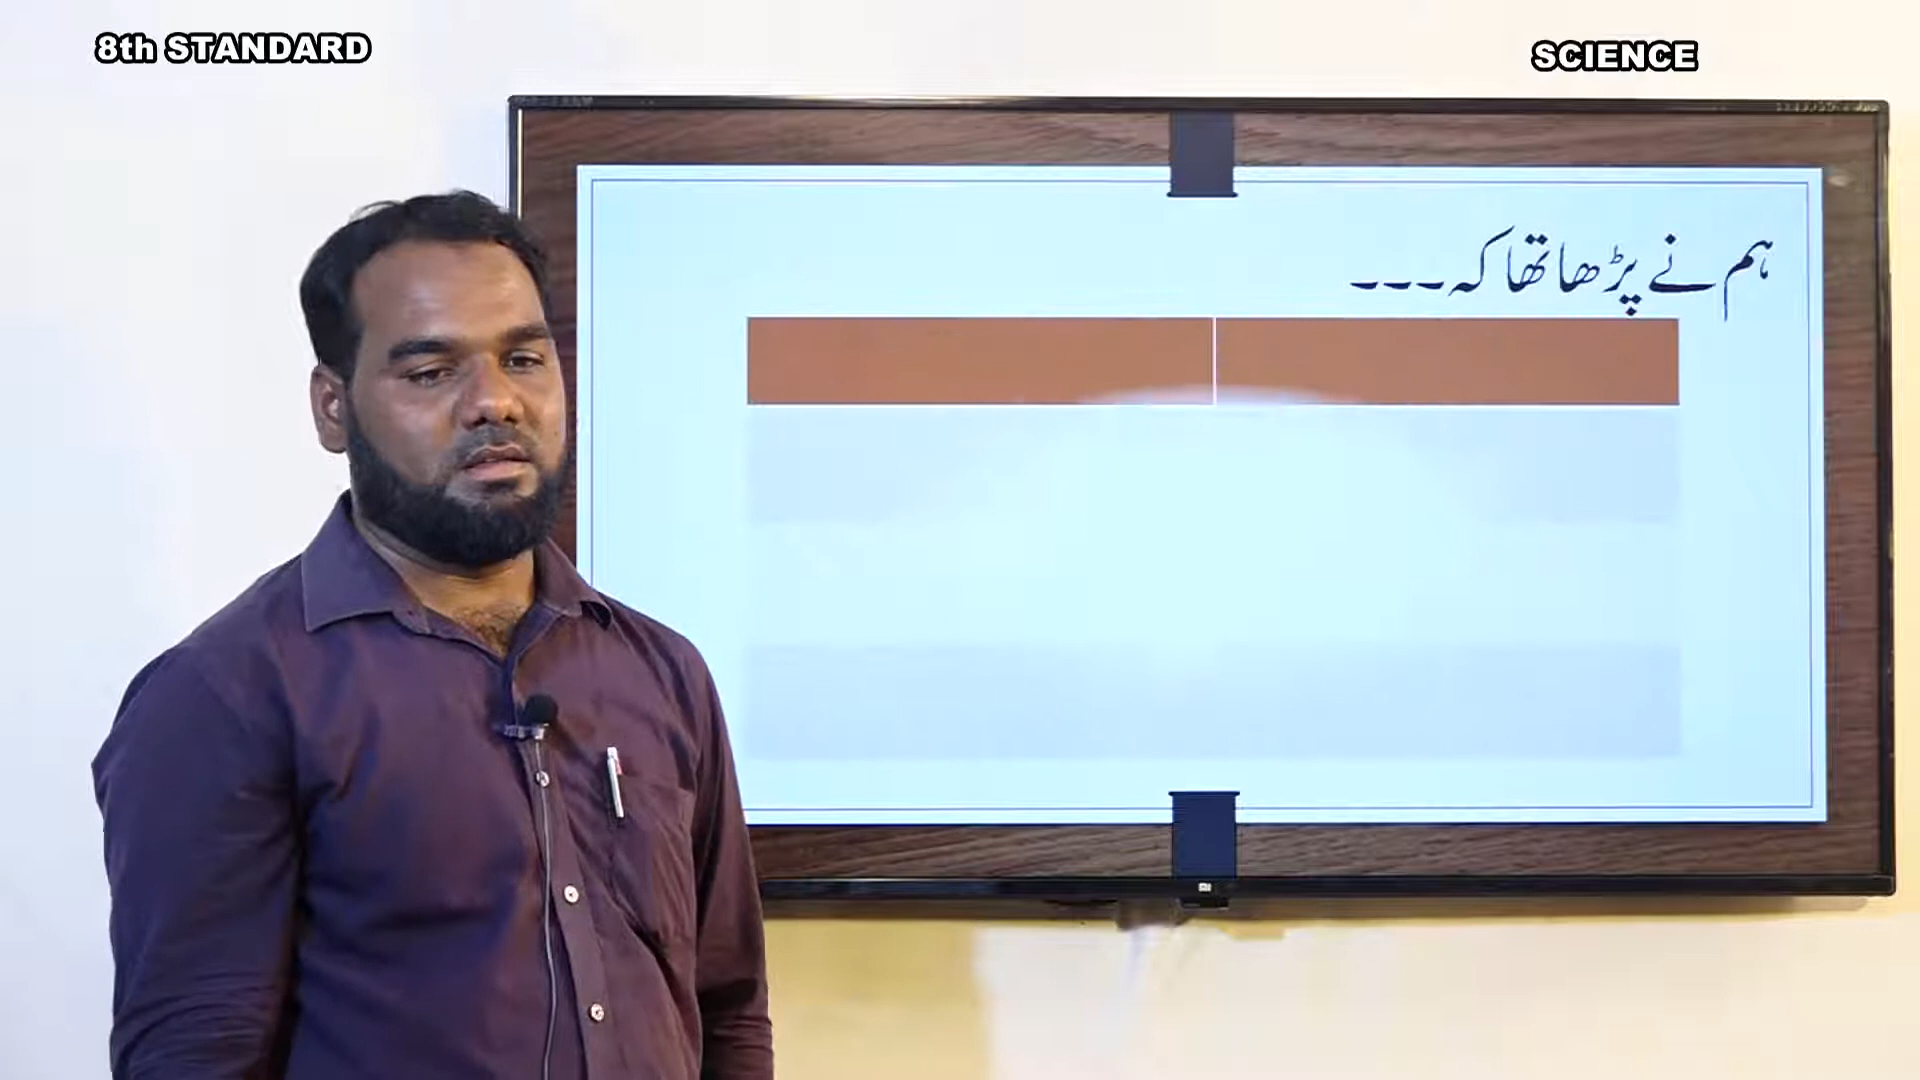 8th STANDARD
SCIENCE
ہم نے پڑھا تھا کہ ---